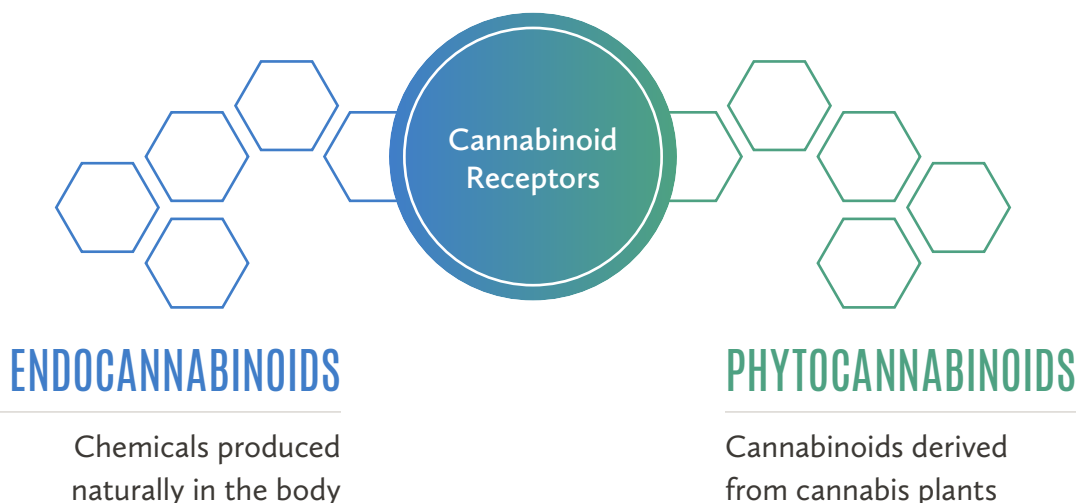 Cannabinoid
Receptors
ENDOCANNABINOIDS
Chemicals produced
naturally in the body
PHYTOCANNABINOIDS
Cannabinoids derived
from cannabis plants